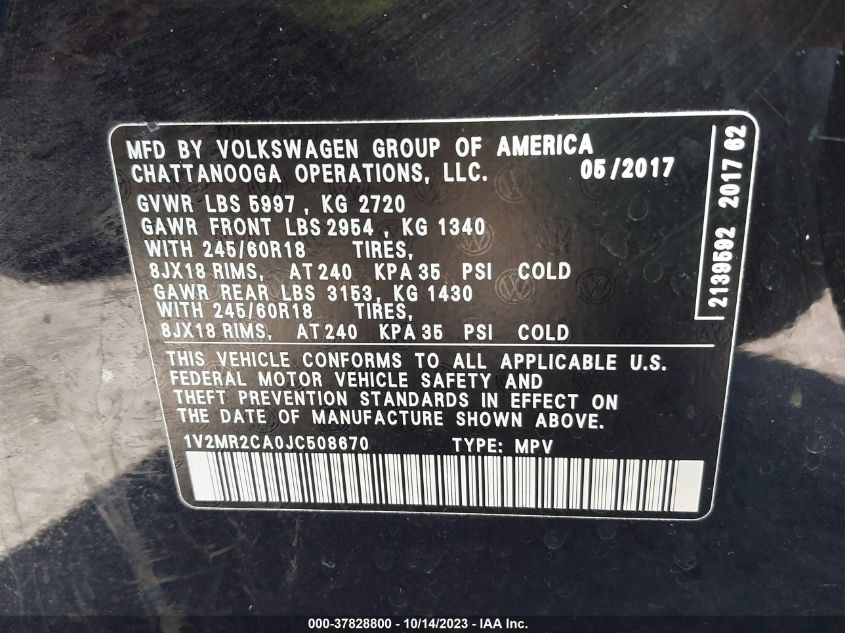 MFD BY VOLKSWAGEN GROUP OF AMERICA
CHATTANOOGA OPERATIONS, LLC. 05/2017
GVWR LBS 5997 , KG 2720
GAWR FRONT LBS 2954 , KG 1340
WITH 245/60R18 TIRES,
8JX18 RIMS, AT 240 KPA 35 PSI COLD
GAWR REAR LBS 3153, KG 1430
WITH 245/60R18 TIRES,
8JX18 RIMS, AT 240 KPA 35 PSI COLD
THIS VEHICLE CONFORMS TO ALL APPLICABLE U.S.
FEDERAL MOTOR VEHICLE SAFETY AND
THEFT PREVENTION STANDARDS IN EFFECT ON
THE DATE OF MANUFACTURE SHOWN ABOVE.
1V2MR2CA0JC508670 TYPE: MPV
2139592 2017 62
000-37828800 - 10/14/2023 - IAA Inc.